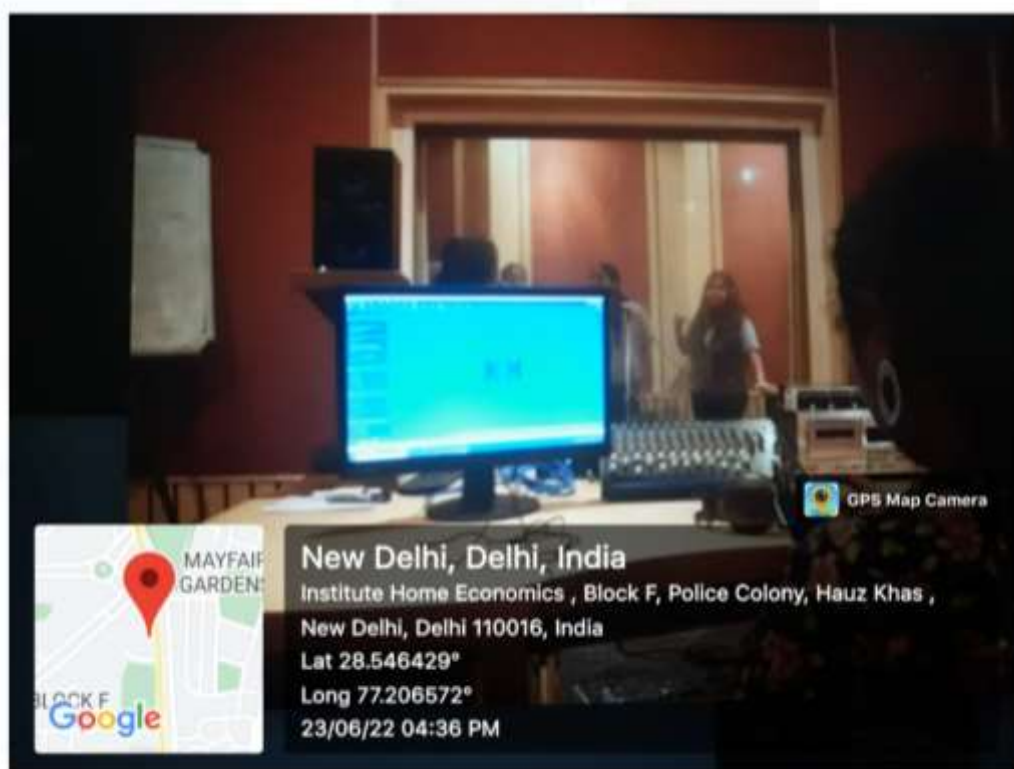 GPS Map Camera
MAYFAIR
GARDENS
BLOCK F
Google
New Delhi, Delhi, India
Institute Home Economics , Block F, Police Colony, Hauz Khas ,
New Delhi, Delhi 110016, India
Lat 28.546429°
Long 77.206572°
23/06/22 04:36 PM